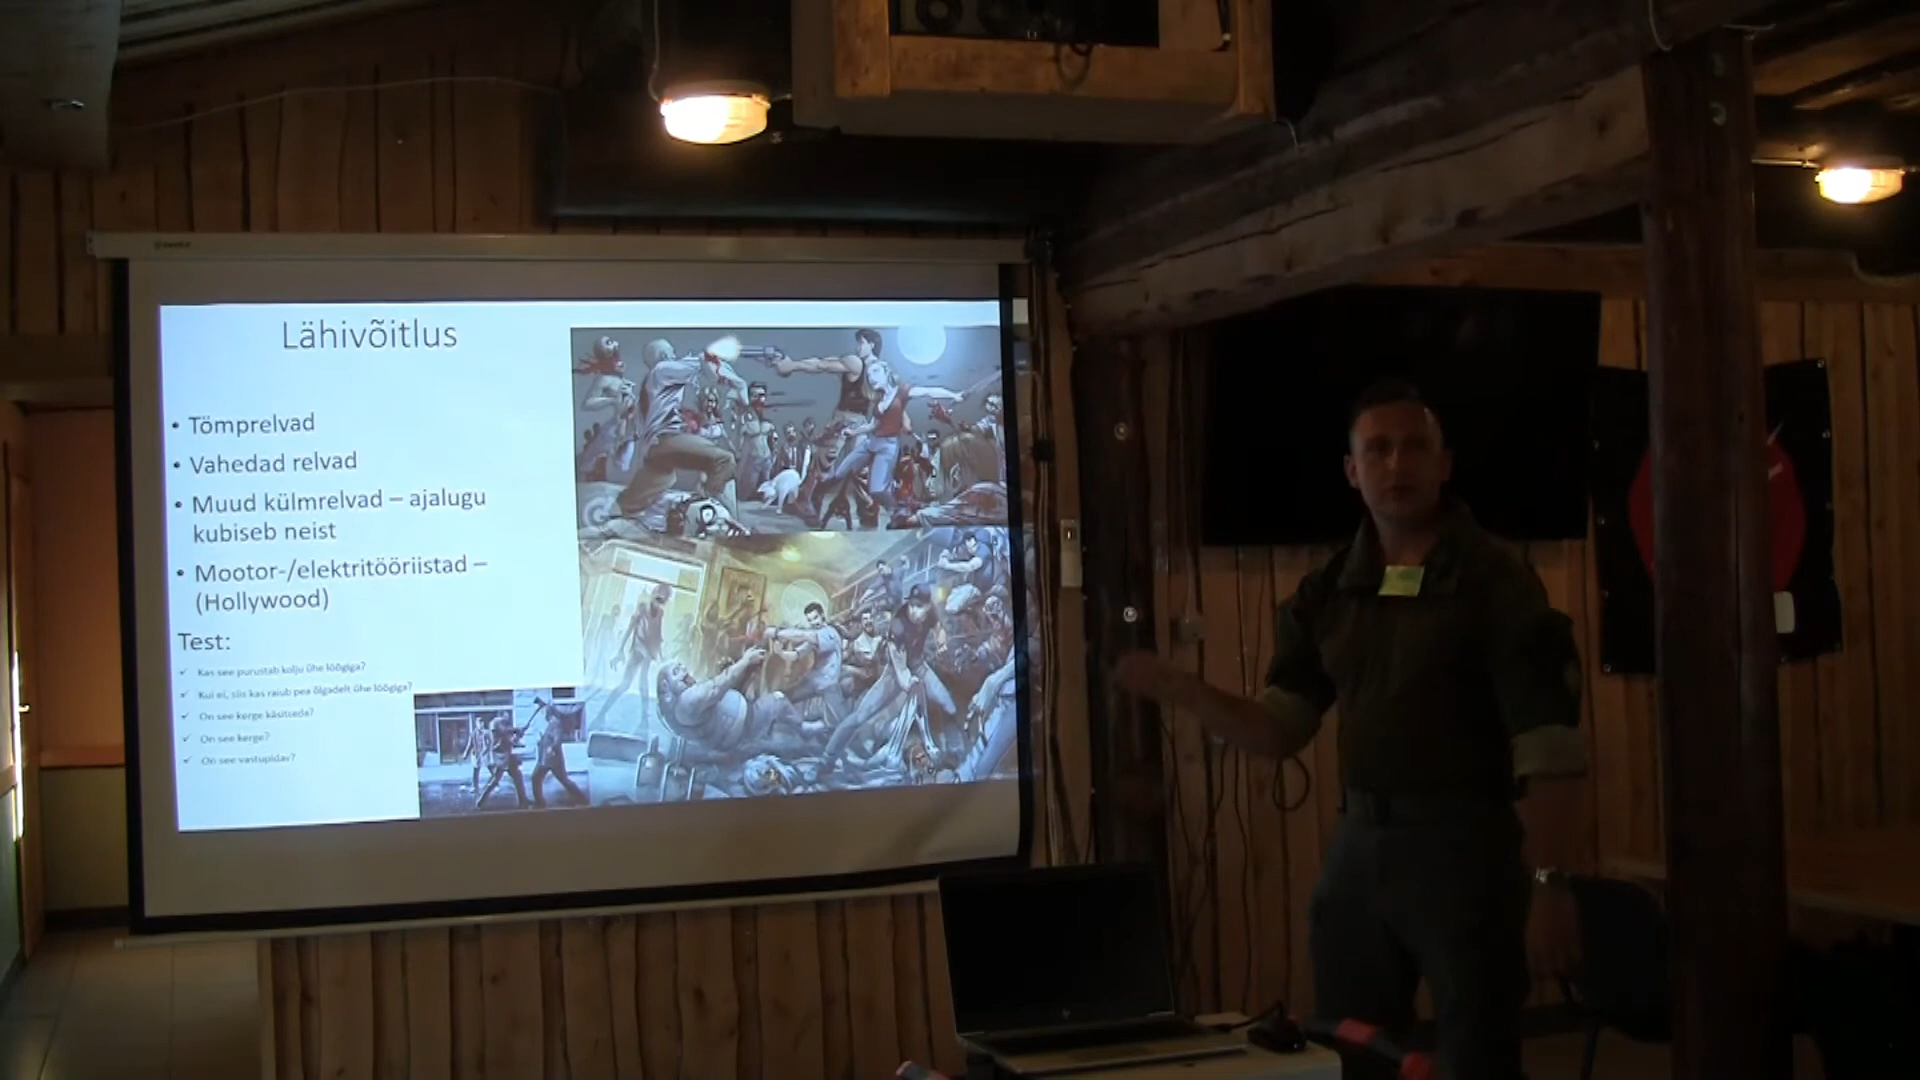 Lähivõitlus
• Tömprelvad
• Vahedad relvad
• Muud külmrelvad – ajalugu
kubiseb neist
• Mootor-/elektritööriistad –
(Hollywood)
Test:
✓ Kas see purustab kolju ühe löögiga?
✓ Kui ei, siis kas raiub pea õlgadelt ühe löögiga?
✓ On see kerge käsitseda?
✓ On see kerge?
✓ On see vastupidav?